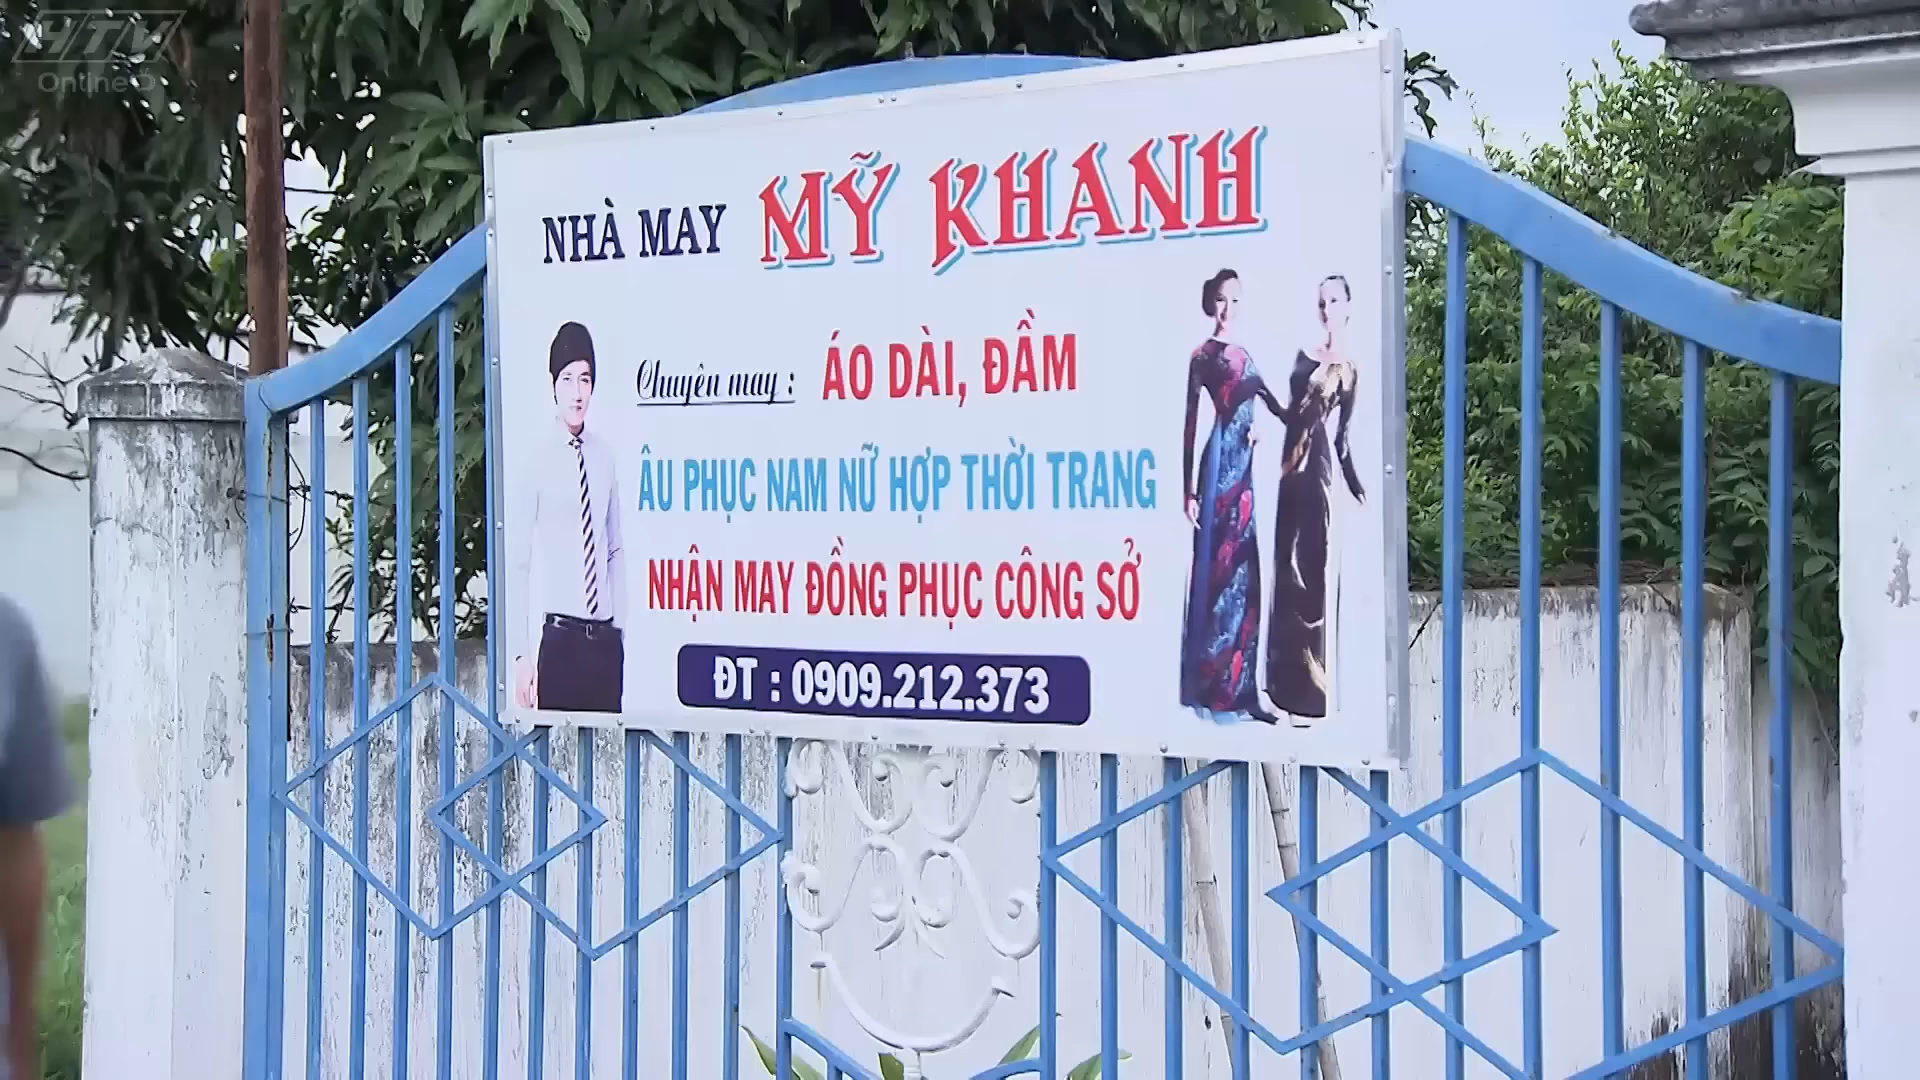 HTV
Online
NHÀ MAY MỸ KHANH
Chuyên may : ÁO DÀI, ĐẦM
ÂU PHỤC NAM NỮ HỢP THỜI TRANG
NHẬN MAY ĐỒNG PHỤC CÔNG SỞ
ĐT : 0909.212.373